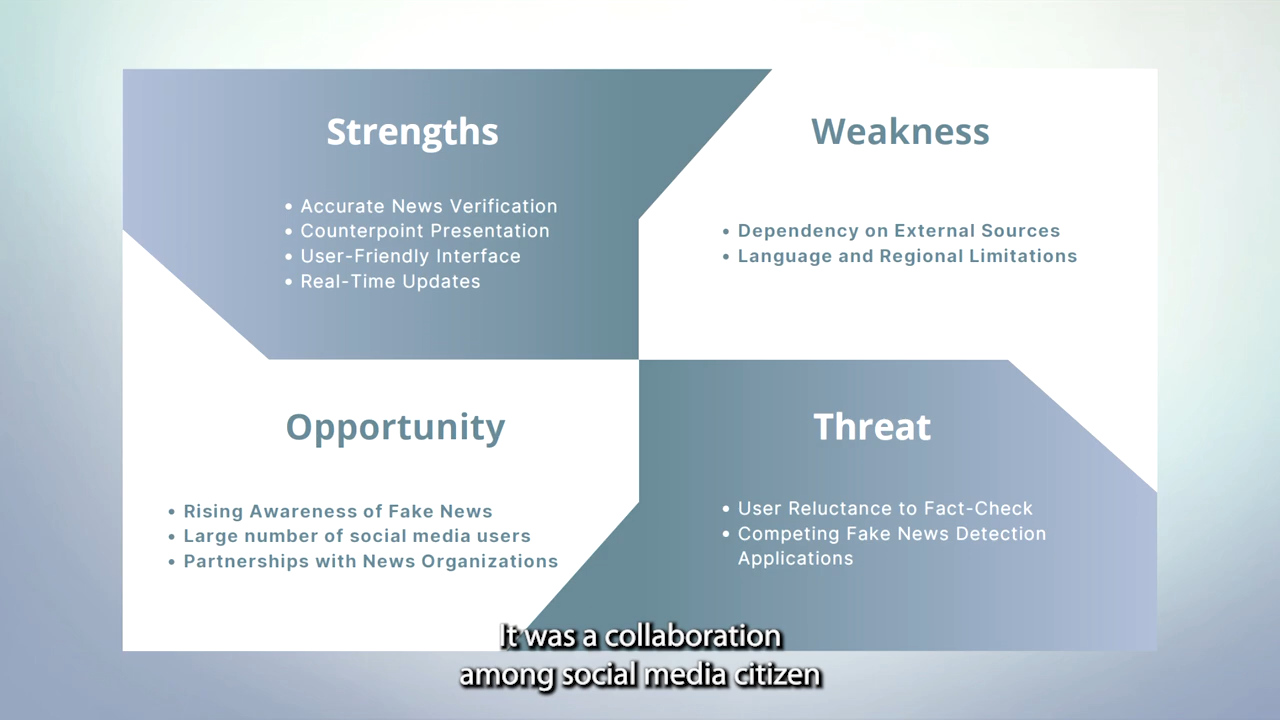 Strengths
• Accurate News Verification
• Counterpoint Presentation
• User-Friendly Interface
• Real-Time Updates
Weakness
• Dependency on External Sources
• Language and Regional Limitations
Opportunity
• Rising Awareness of Fake News
• Large number of social media users
• Partnerships with News Organizations
Threat
• User Reluctance to Fact-Check
• Competing Fake News Detection
Applications
It was a collaboration
among social media citizen